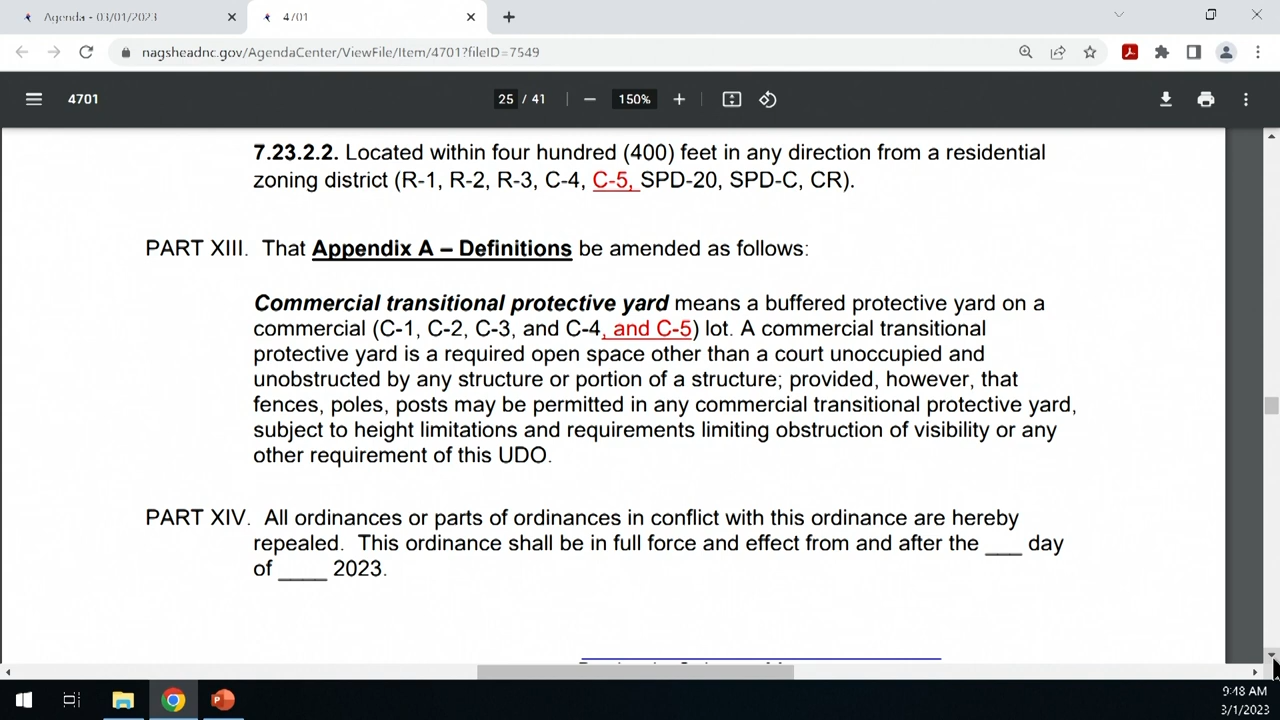 Agenda - 03/01/2023
4701
nagsheadnc.gov/AgendaCenter/ViewFile/Item/4701?fileID=7549
4701
25 / 41
150%
7.23.2.2. Located within four hundred (400) feet in any direction from a residential
zoning district (R-1, R-2, R-3, C-4, C-5, SPD-20, SPD-C, CR).
PART XIII. That Appendix A – Definitions be amended as follows:
Commercial transitional protective yard means a buffered protective yard on a
commercial (C-1, C-2, C-3, and C-4, and C-5) lot. A commercial transitional
protective yard is a required open space other than a court unoccupied and
unobstructed by any structure or portion of a structure; provided, however, that
fences, poles, posts may be permitted in any commercial transitional protective yard,
subject to height limitations and requirements limiting obstruction of visibility or any
other requirement of this UDO.
PART XIV. All ordinances or parts of ordinances in conflict with this ordinance are hereby
repealed. This ordinance shall be in full force and effect from and after the ___ day
of ____ 2023.
9:48 AM
3/1/2023